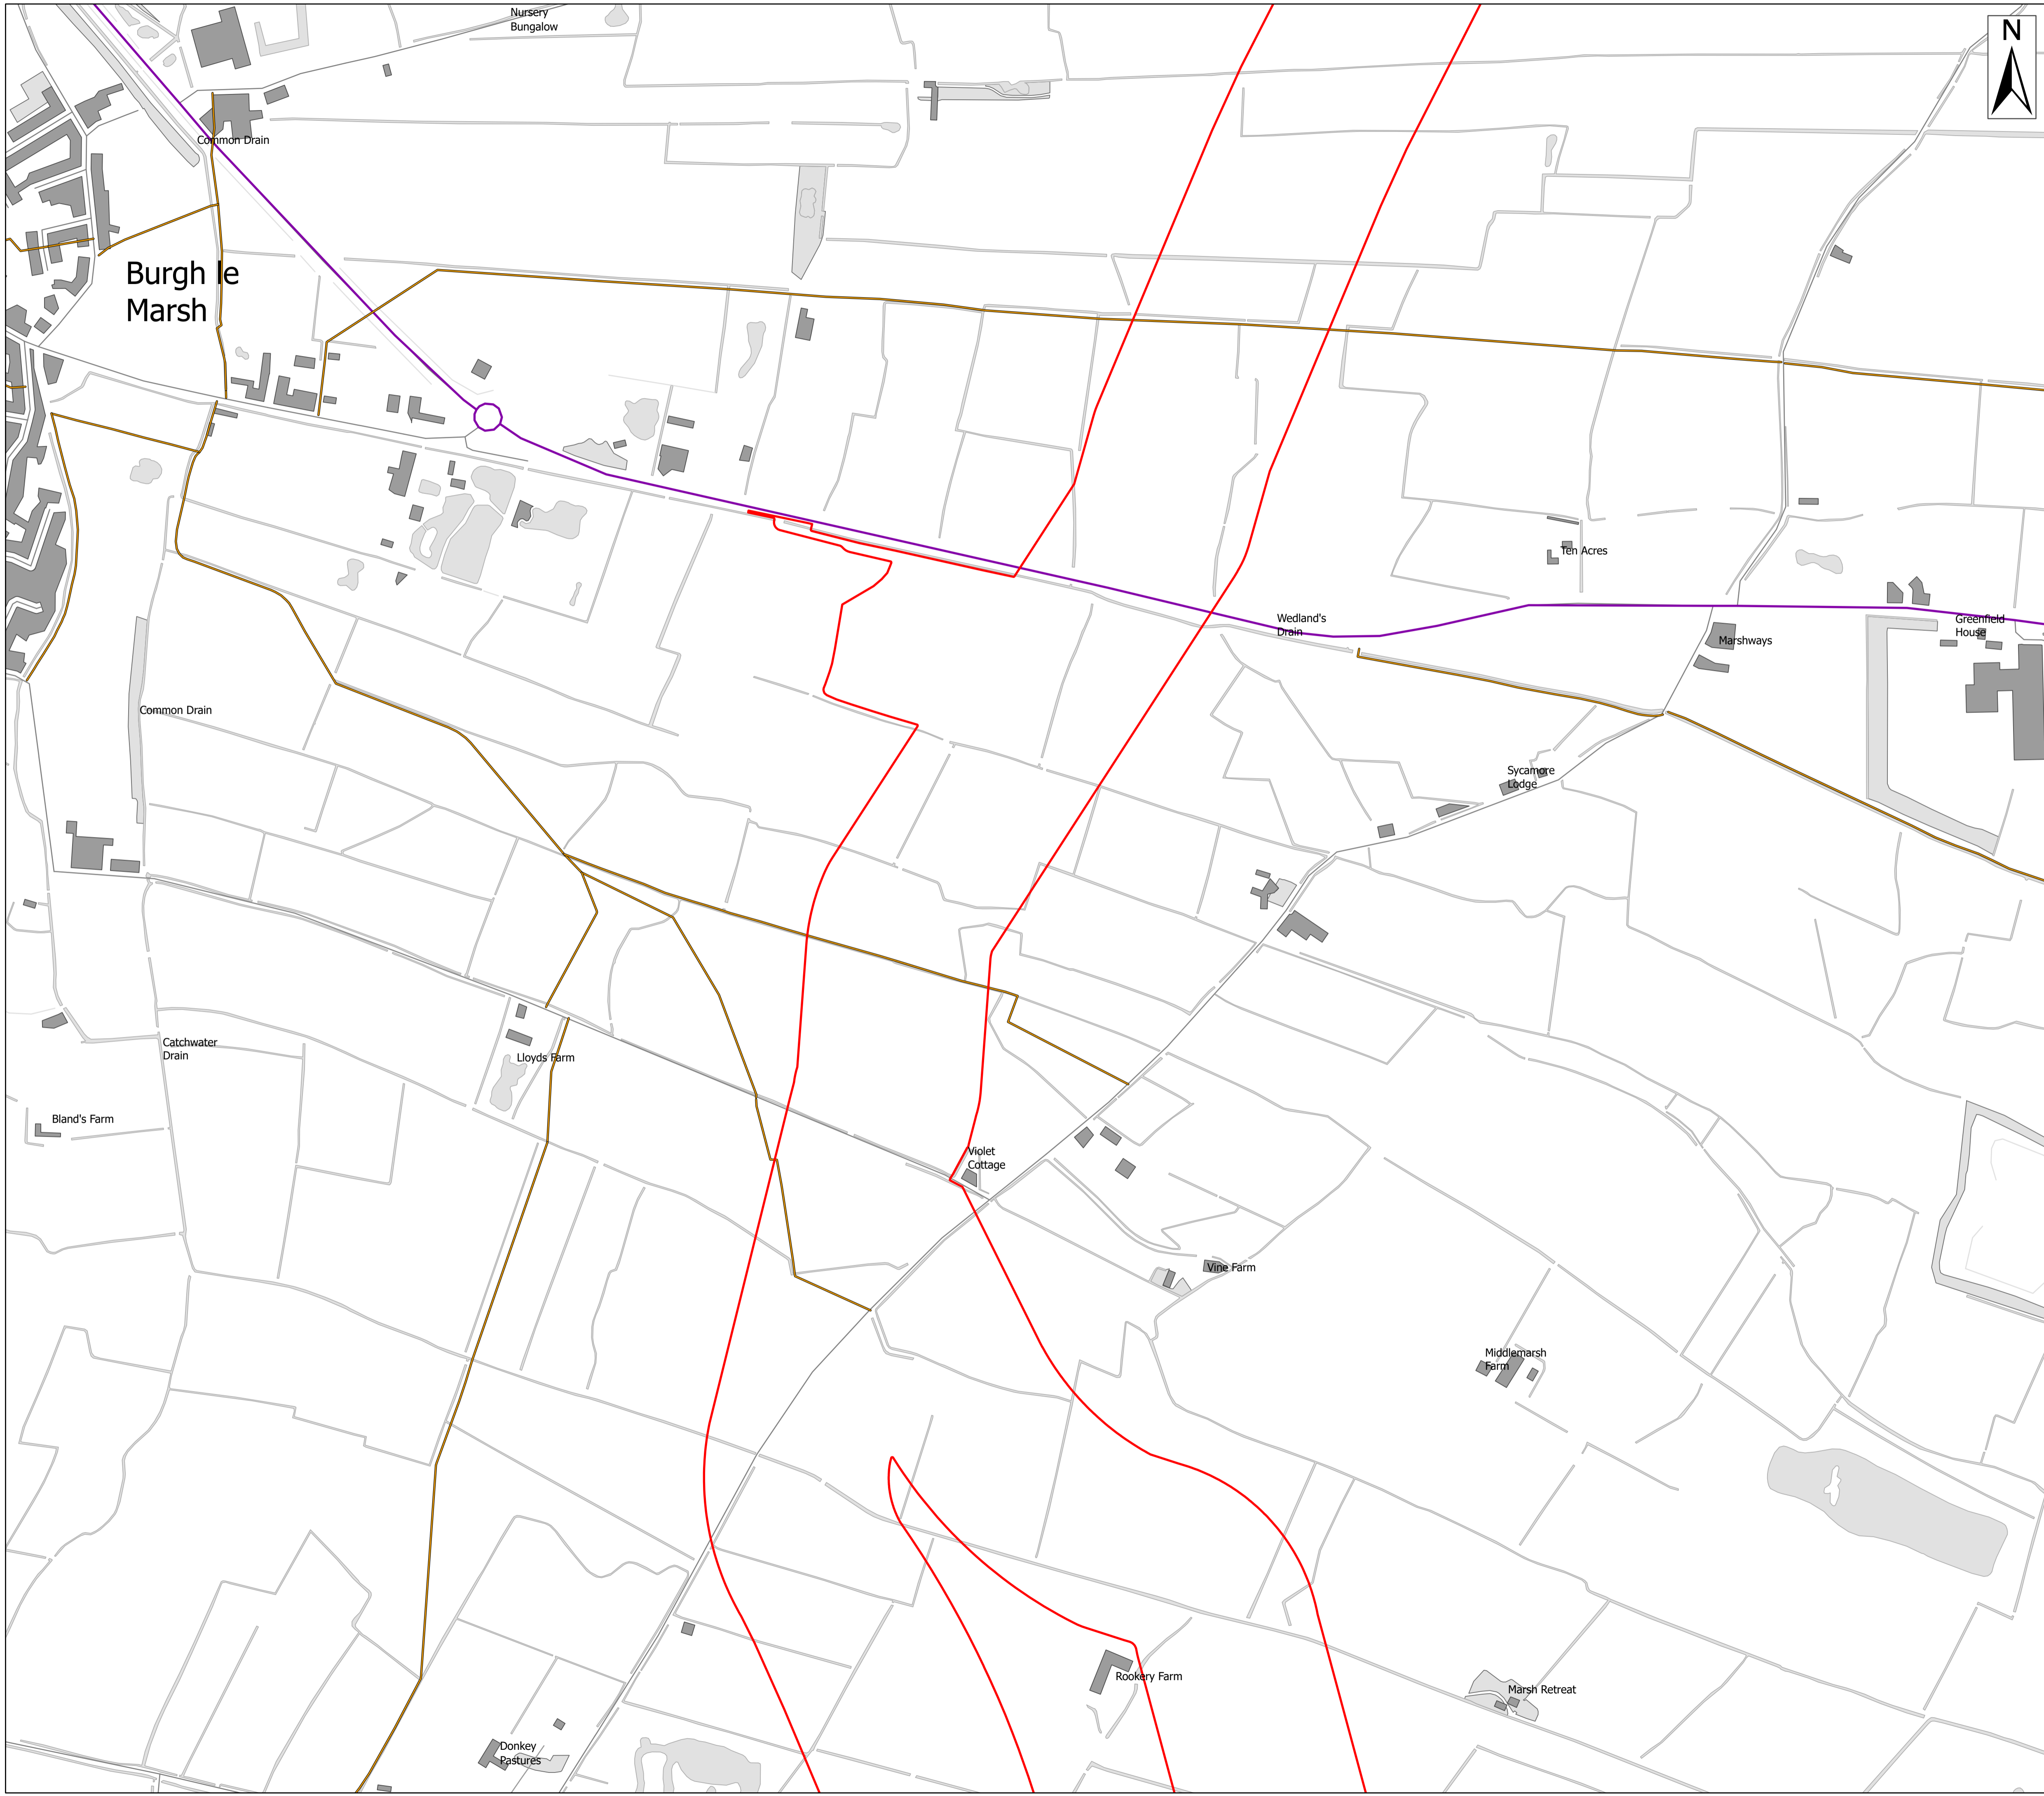 Nursery
Bungalow
N
Common Drain
Burgh le
Marsh
Ten Acres
Wedland's
Drain
Greenfield
House
Marshways
Common Drain
Sycamore
Lodge
Catchwater
Drain
Lloyds Farm
Bland's Farm
Violet
Cottage
Vine Farm
Middlemarsh
Farm
Rookery Farm
Marsh Retreat
Donkey
Pastures